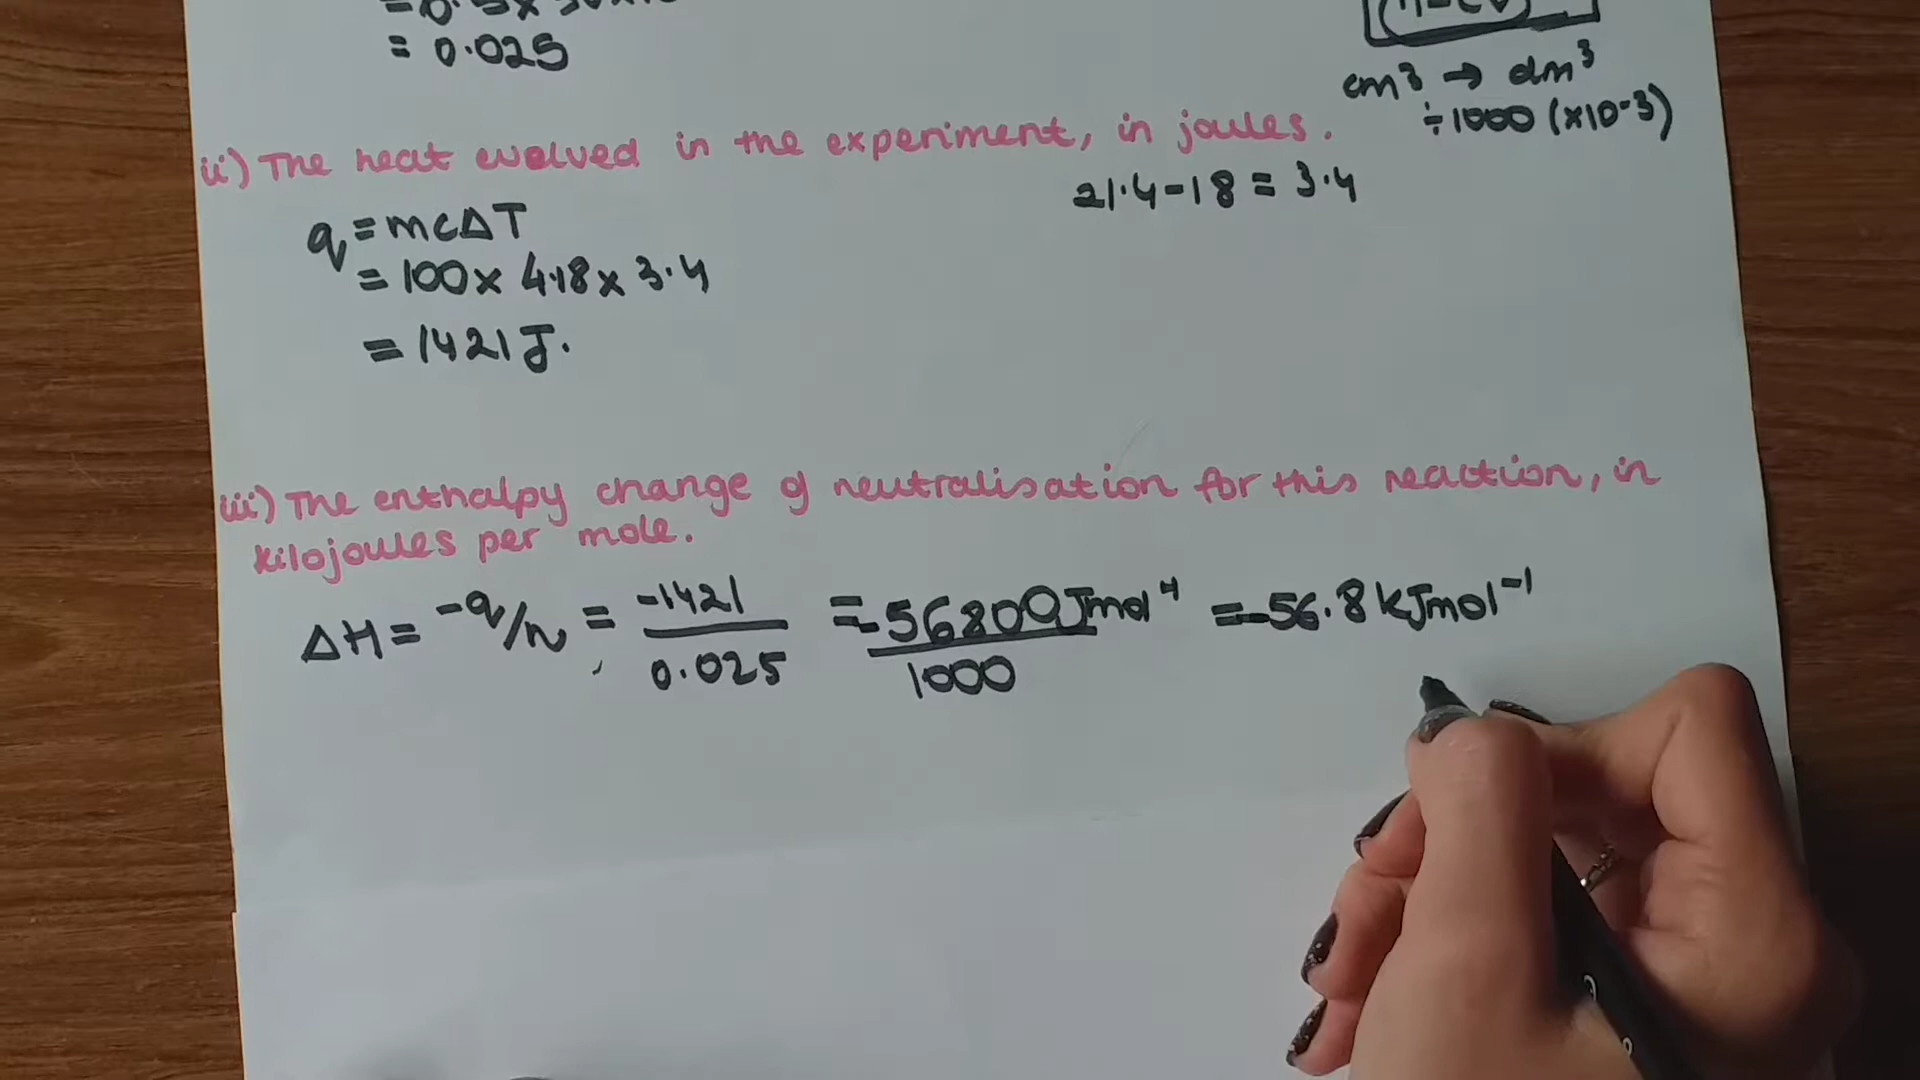 = 0.025
cm3 → dm3
÷1000 (×10-3)
ii) The heat evolved in the experiment, in joules.
21.4-18 = 3.4
q = mcΔT
= 100 × 4.18 × 3.4
= 1421 J.
iii) The enthalpy change of neutralisation for this reaction, in
kilojoules per mole.
ΔH = -q/n = -1421 / 0.025 = -56800 Jmol-1 / 1000 = -56.8 kJmol-1